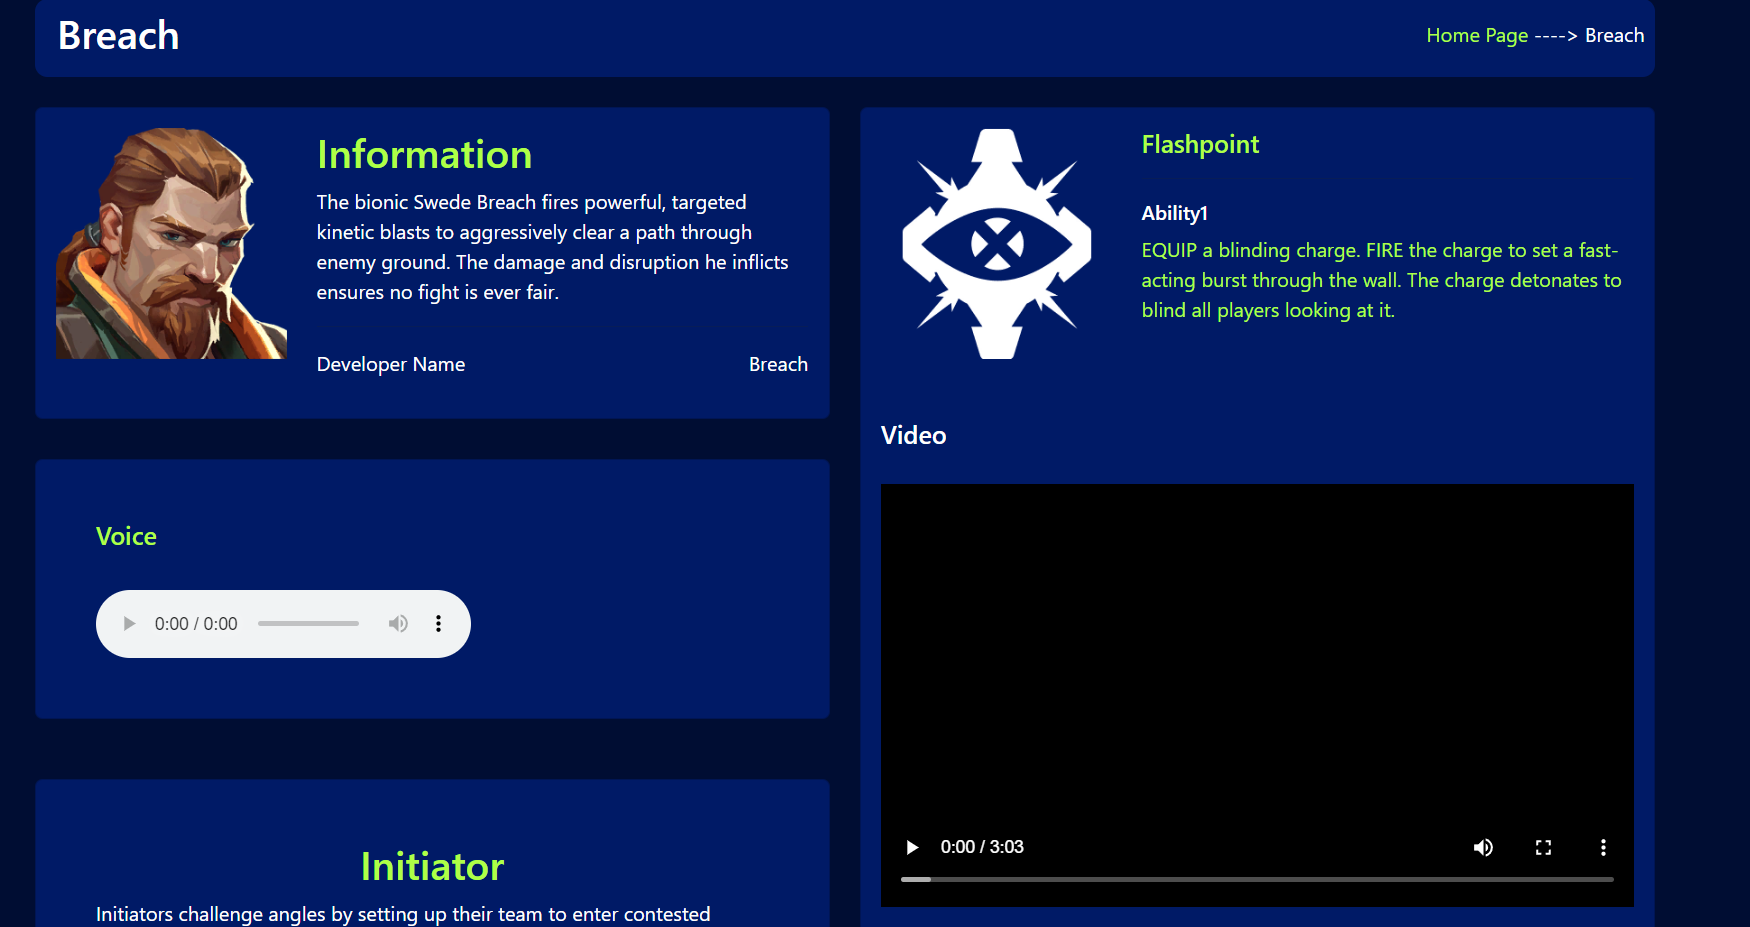 Breach
Home Page ----> Breach
Information
The bionic Swede Breach fires powerful, targeted
kinetic blasts to aggressively clear a path through
enemy ground. The damage and disruption he inflicts
ensures no fight is ever fair.
Developer Name
Breach
Voice
0:00 / 0:00
Initiator
Initiators challenge angles by setting up their team to enter contested
Flashpoint
Ability1
EQUIP a blinding charge. FIRE the charge to set a fast-
acting burst through the wall. The charge detonates to
blind all players looking at it.
Video
0:00 / 3:03